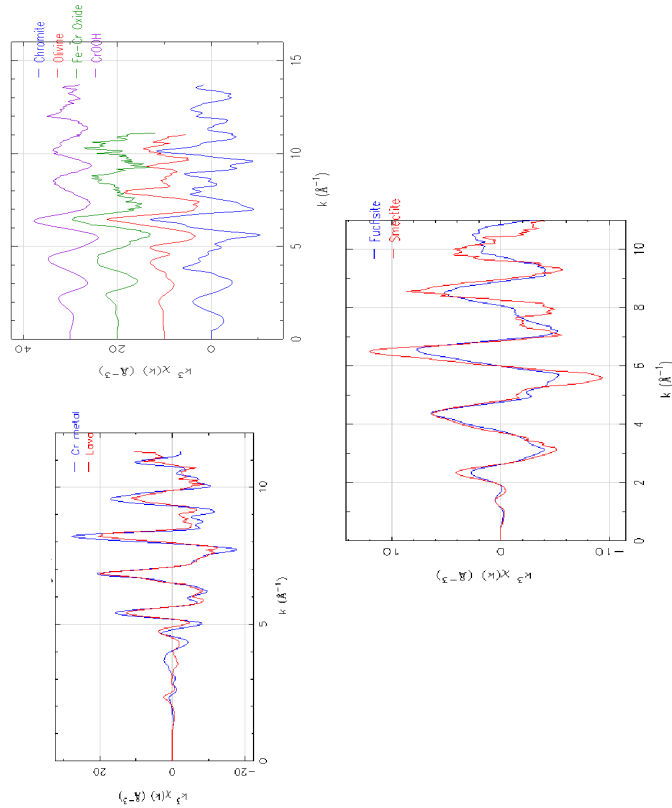 Cr metal
Lava
20
0
−20
k³ χ(k) (Å⁻³)
5
10
k (Å⁻¹)
Chromite
Olivine
Fe−Cr Oxide
CrOOH
40
20
0
k³ χ(k) (Å⁻³)
0
5
10
15
k (Å⁻¹)
Fuchsite
Smectite
10
0
−10
k³ χ(k) (Å⁻³)
0
2
4
6
8
10
k (Å⁻¹)